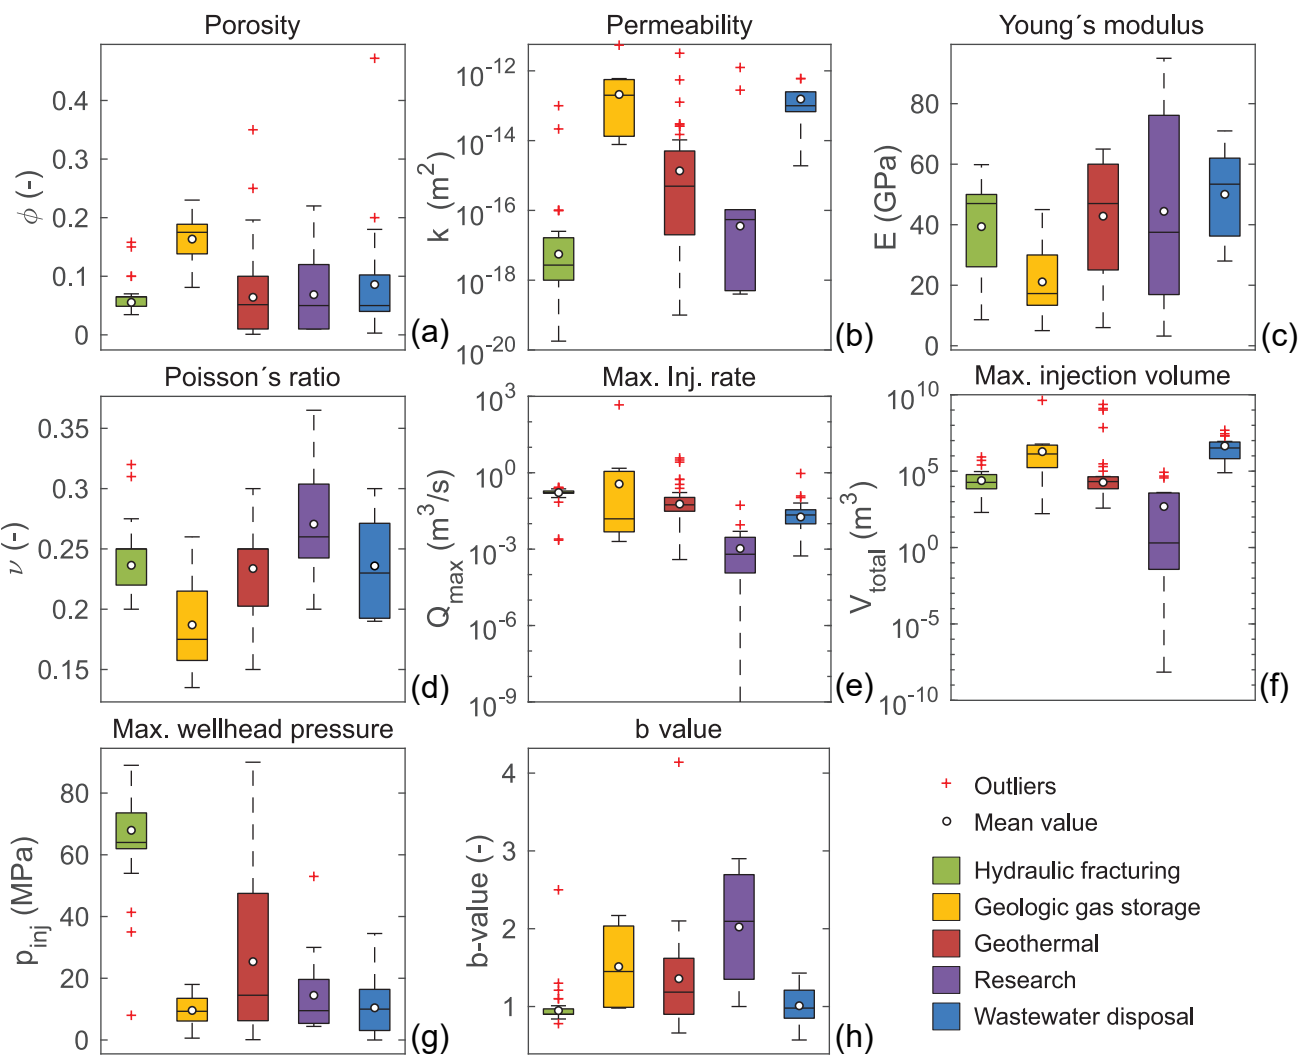 Porosity
0.4
0.3
0.2
0.1
0
ϕ (-)
(a)
Permeability
10^-12
10^-14
10^-16
10^-18
10^-20
k (m^2)
(b)
Young´s modulus
80
60
40
20
0
E (GPa)
(c)
Poisson´s ratio
0.35
0.3
0.25
0.2
0.15
ν (-)
(d)
Max. Inj. rate
10^3
10^0
10^-3
10^-6
10^-9
Q_max (m^3/s)
(e)
Max. injection volume
10^10
10^5
10^0
10^-5
10^-10
V_total (m^3)
(f)
Max. wellhead pressure
80
60
40
20
0
p_inj (MPa)
(g)
b value
4
3
2
1
b-value (-)
(h)
Outliers
Mean value
Hydraulic fracturing
Geologic gas storage
Geothermal
Research
Wastewater disposal